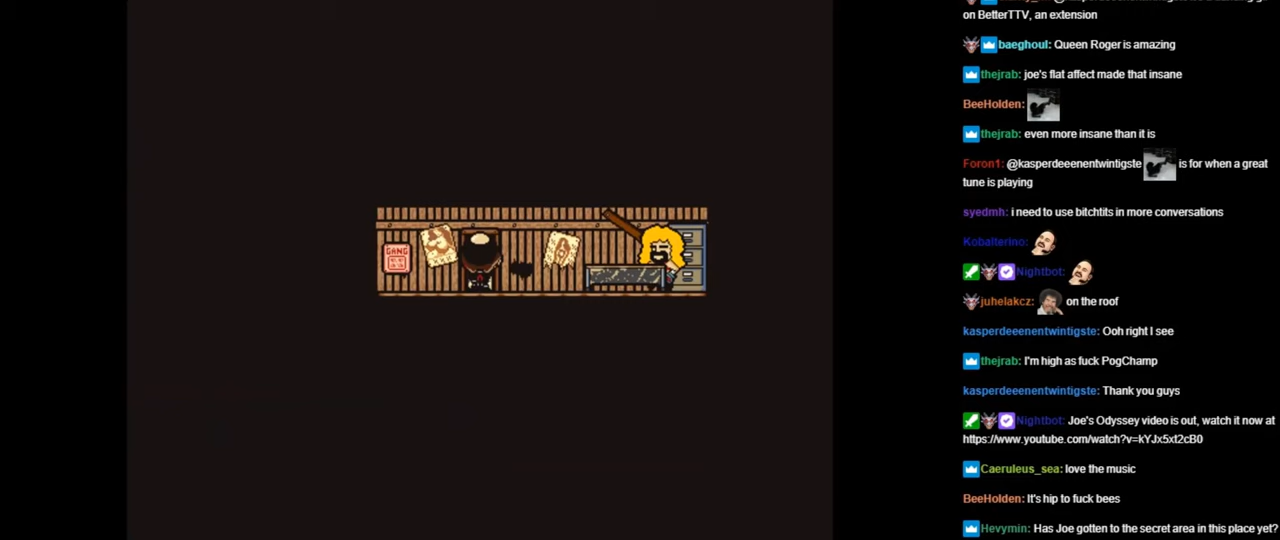 on BetterTTV, an extension
baeghoul: Queen Roger is amazing
thejrab: joe's flat affect made that insane
BeeHolden:
thejrab: even more insane than it is
Foron1: @kasperdeeenentwintigste is for when a great
tune is playing
syedmh: i need to use bitchtits in more conversations
Kobalterino:
Nightbot:
juhelakcz: on the roof
kasperdeeenentwintigste: Ooh right I see
thejrab: I'm high as fuck PogChamp
kasperdeeenentwintigste: Thank you guys
Nightbot: Joe's Odyssey video is out, watch it now at
https://www.youtube.com/watch?v=kYJx5xt2cB0
Caeruleus_sea: love the music
BeeHolden: It's hip to fuck bees
Hevymin: Has Joe gotten to the secret area in this place yet?
GANG